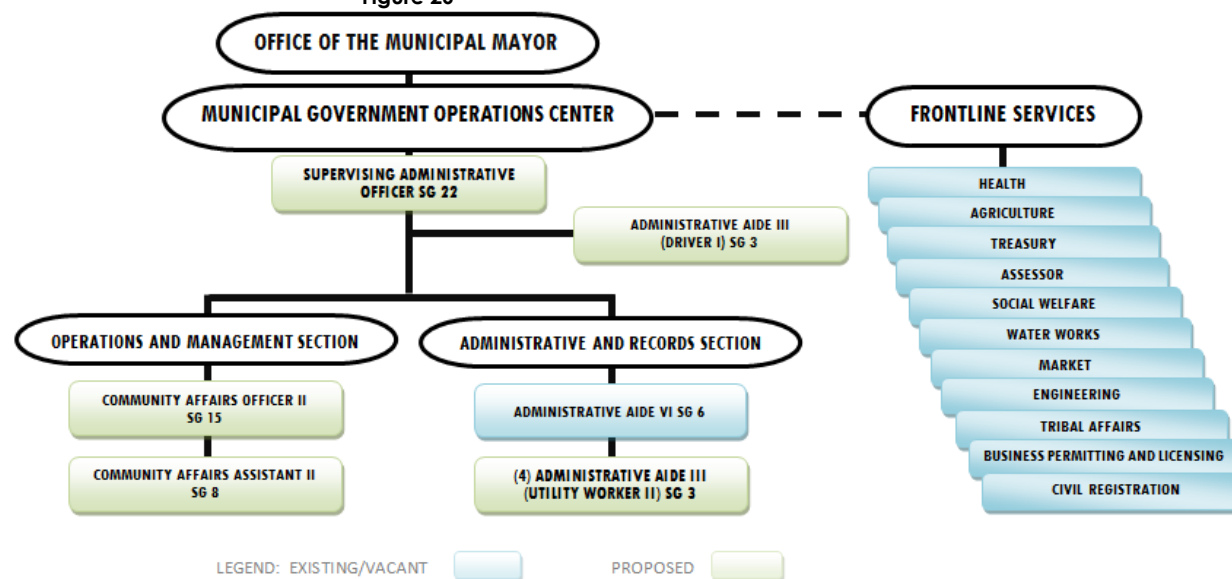 OFFICE OF THE MUNICIPAL MAYOR
MUNICIPAL GOVERNMENT OPERATIONS CENTER
FRONTLINE SERVICES
SUPERVISING ADMINISTRATIVE
OFFICER SG 22
ADMINISTRATIVE AIDE III
(DRIVER I) SG 3
OPERATIONS AND MANAGEMENT SECTION
ADMINISTRATIVE AND RECORDS SECTION
COMMUNITY AFFAIRS OFFICER II
SG 15
ADMINISTRATIVE AIDE VI SG 6
COMMUNITY AFFAIRS ASSISTANT II
SG 8
(4) ADMINISTRATIVE AIDE III
(UTILITY WORKER II) SG 3
HEALTH
AGRICULTURE
TREASURY
ASSESSOR
SOCIAL WELFARE
WATER WORKS
MARKET
ENGINEERING
TRIBAL AFFAIRS
BUSINESS PERMITTING AND LICENSING
CIVIL REGISTRATION
LEGEND: EXISTING/VACANT
PROPOSED